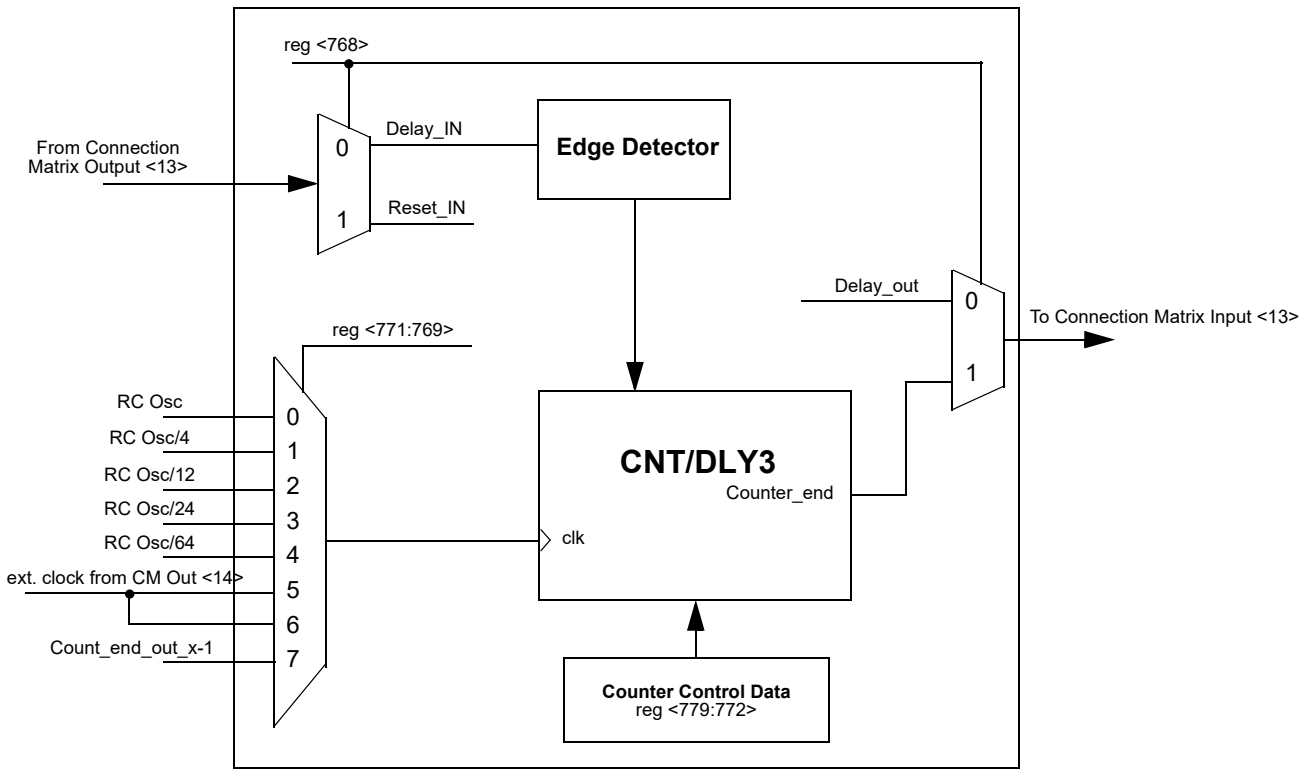 reg <768>
From Connection
Matrix Output <13>
0
1
Delay_IN
Reset_IN
Edge Detector
Delay_out
0
1
To Connection Matrix Input <13>
reg <771:769>
RC Osc
0
RC Osc/4
1
RC Osc/12
2
RC Osc/24
3
RC Osc/64
4
ext. clock from CM Out <14>
5
6
Count_end_out_x-1
7
CNT/DLY3
Counter_end
clk
Counter Control Data
reg <779:772>